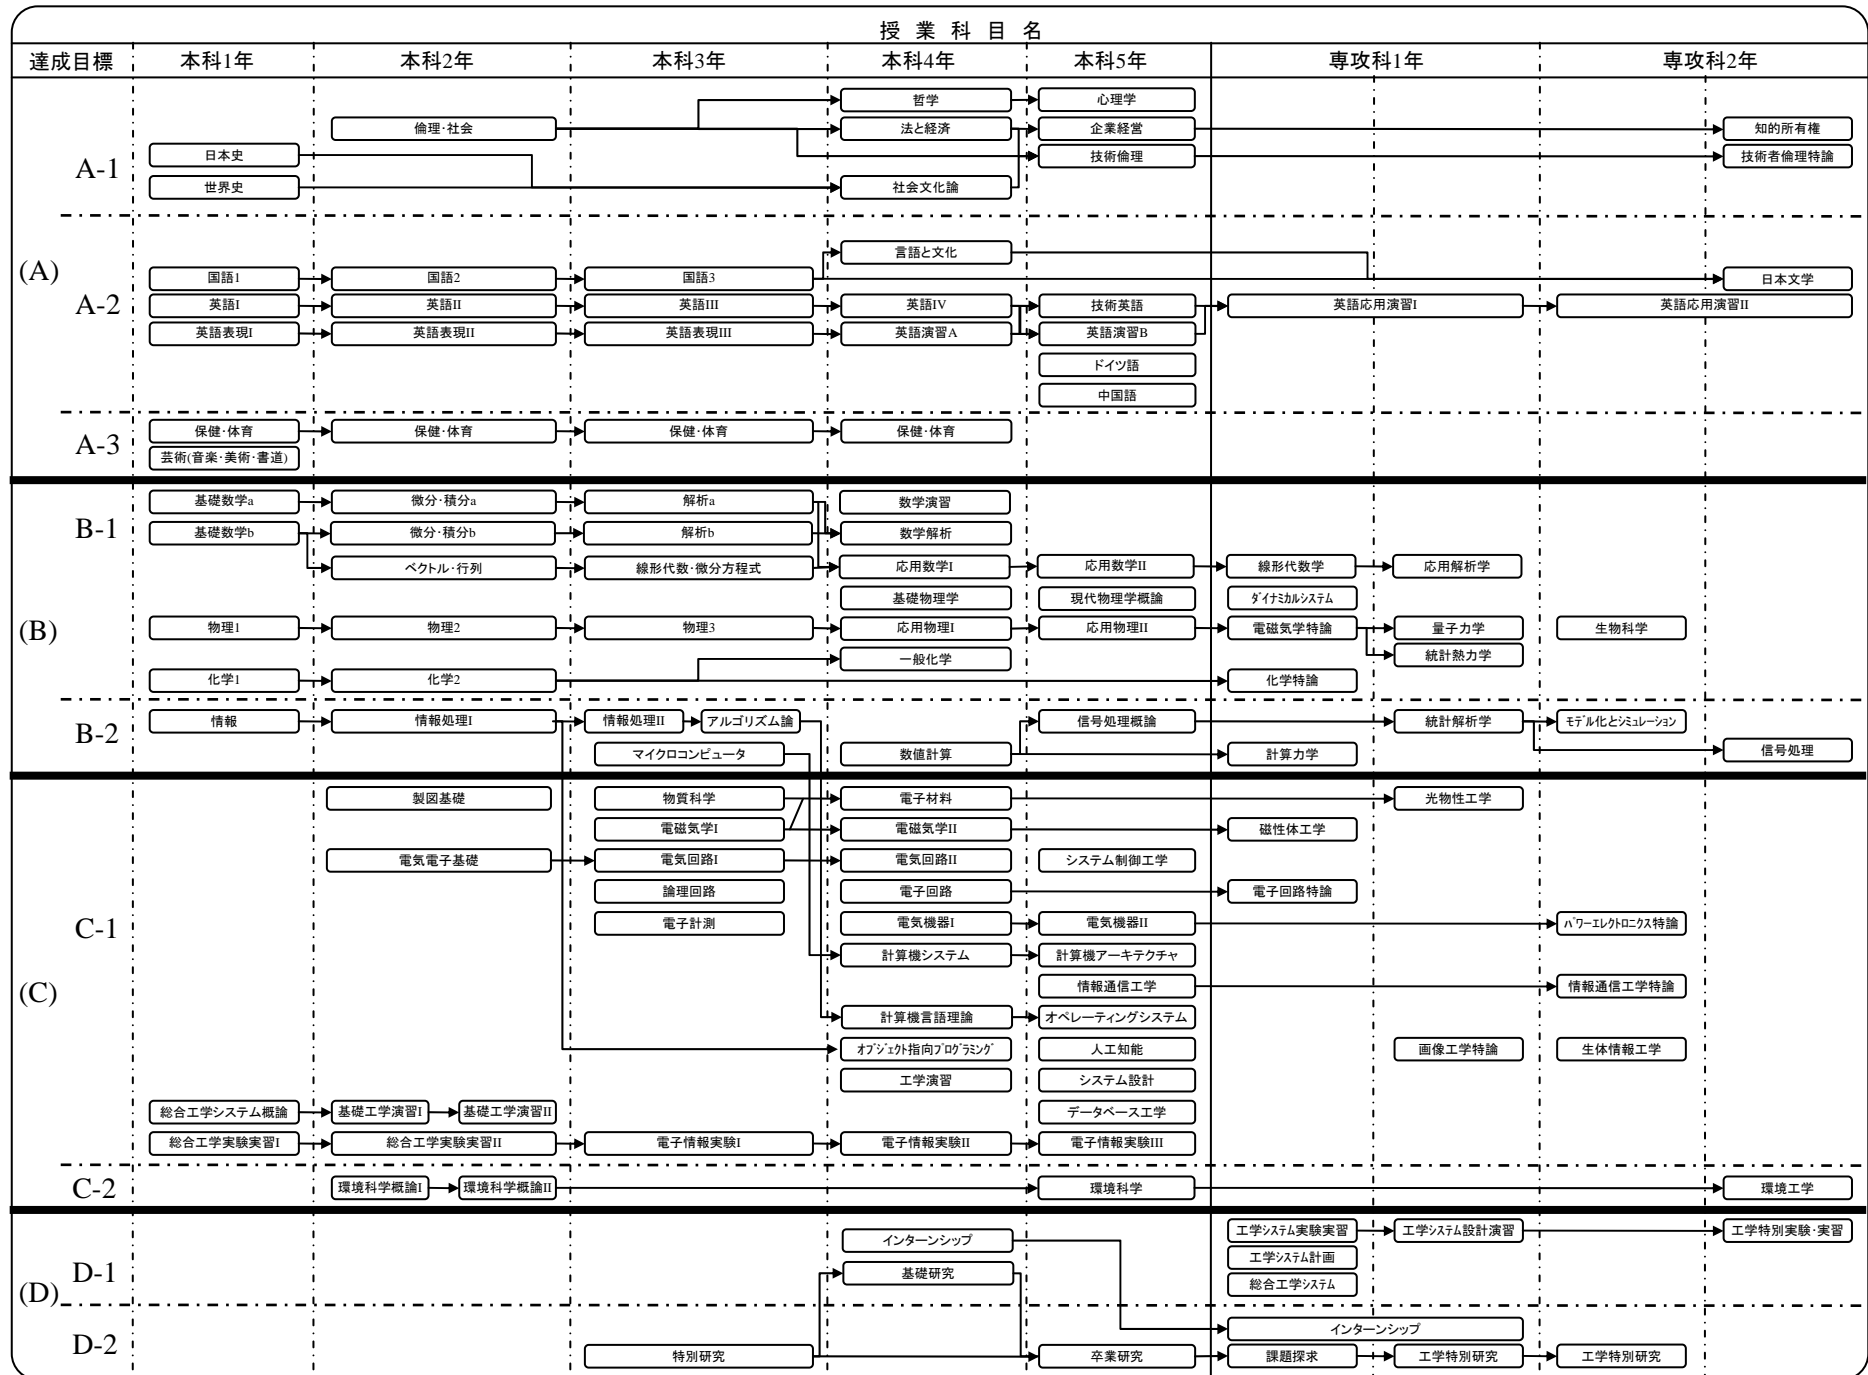 授業科目名
達成目標 本科1年 本科2年 本科3年 本科4年 本科5年 専攻科1年 専攻科2年
哲学 心理学
倫理・社会 法と経済 企業経営 知的所有権
日本史 技術倫理 技術者倫理特論
A-1
世界史 社会文化論
言語と文化
(A)
国語1 国語2 国語3 日本文学
A-2 英語I 英語II 英語III 英語IV 技術英語 英語応用演習I 英語応用演習II
英語表現I 英語表現II 英語表現III 英語演習A 英語演習B
ドイツ語
中国語
保健・体育 保健・体育 保健・体育 保健・体育
A-3
芸術(音楽・美術・書道)
基礎数学a 微分・積分a 解析a 数学演習
B-1 基礎数学b 微分・積分b 解析b 数学解析
ベクトル・行列 線形代数・微分方程式 応用数学I 応用数学II 線形代数学 応用解析学
基礎物理学 現代物理学概論 ダイナミカルシステム
(B) 物理1 物理2 物理3 応用物理I 応用物理II 電磁気学特論 量子力学 生物科学
一般化学 統計熱力学
化学1 化学2 化学特論
情報 情報処理I 情報処理II アルゴリズム論 信号処理概論 統計解析学 モデル化とシミュレーション
B-2
マイクロコンピュータ 数値計算 計算力学 信号処理
製図基礎 物質科学 電子材料 光物性工学
電磁気学I 電磁気学II 磁性体工学
電気電子基礎 電気回路I 電気回路II システム制御工学
論理回路 電子回路 電子回路特論
C-1 電子計測 電気機器I 電気機器II パワーエレクトロニクス特論
計算機システム 計算機アーキテクチャ
(C) 情報通信工学 情報通信工学特論
計算機言語理論 オペレーティングシステム
オブジェクト指向プログラミング 人工知能 画像工学特論 生体情報工学
工学演習 システム設計
総合工学システム概論 基礎工学演習I 基礎工学演習II データベース工学
総合工学実験実習I 総合工学実験実習II 電子情報実験I 電子情報実験II 電子情報実験III
C-2 環境科学概論I 環境科学概論II 環境科学 環境工学
インターンシップ 工学システム実験実習 工学システム設計演習 工学特別実験・実習
工学システム計画
D-1 基礎研究
総合工学システム
(D)
インターンシップ
D-2 特別研究 卒業研究 課題探求 工学特別研究 工学特別研究